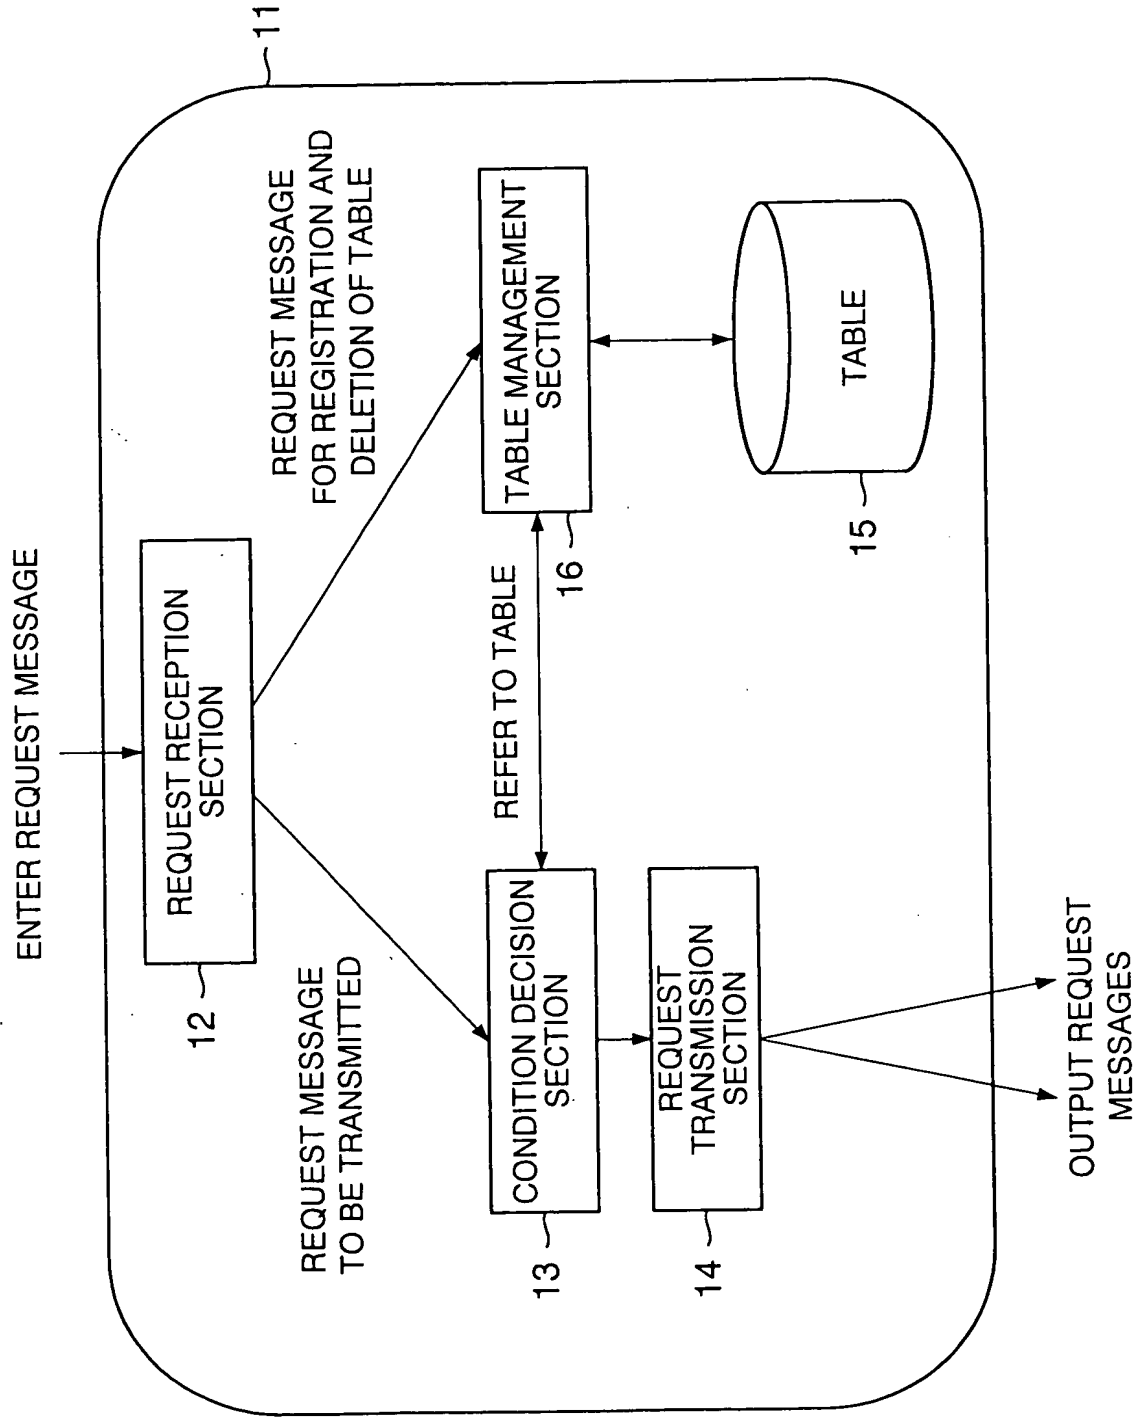 ENTER REQUEST MESSAGE
11
12
REQUEST RECEPTION
SECTION
REQUEST MESSAGE
TO BE TRANSMITTED
REQUEST MESSAGE
FOR REGISTRATION AND
DELETION OF TABLE
13
CONDITION DECISION
SECTION
REFER TO TABLE
16
TABLE MANAGEMENT
SECTION
14
REQUEST
TRANSMISSION
SECTION
15
TABLE
OUTPUT REQUEST
MESSAGES